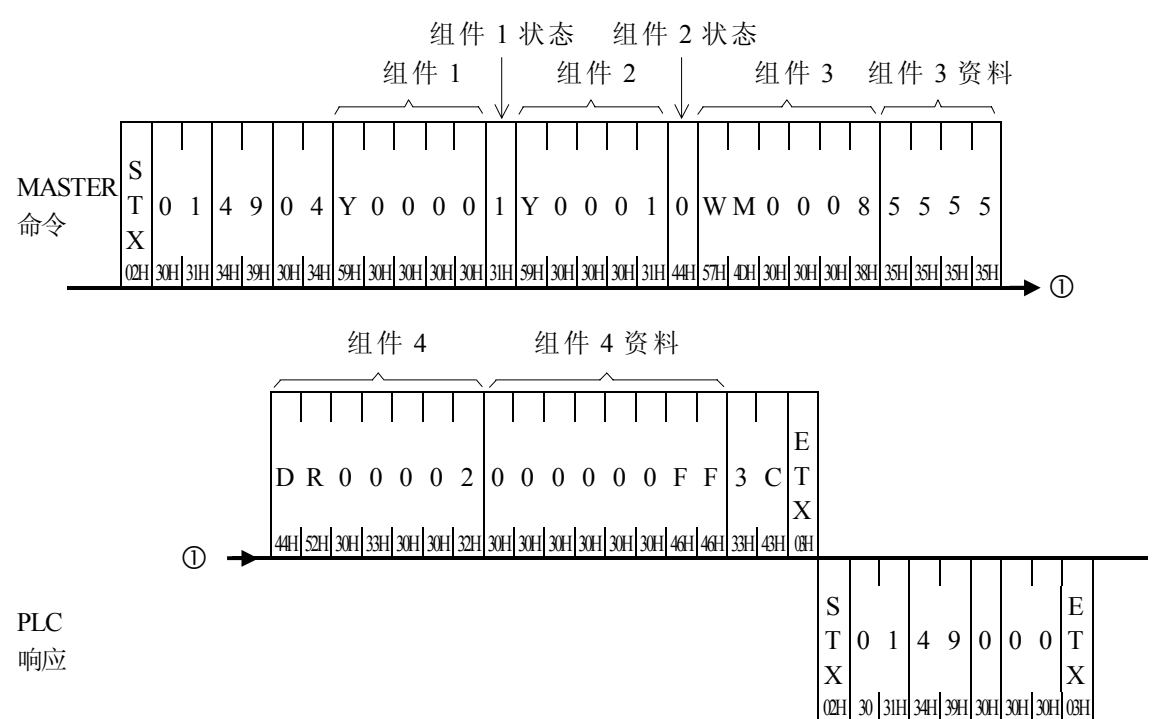 组件 1 状态 组件 2 状态
组件 1 组件 2 组件 3 组件 3 资料
MASTER
命令
STX 0 1 4 9 0 4 Y 0 0 0 0 1 Y 0 0 0 1 0 W M 0 0 0 8 5 5 5 5
02H 30H 31H 34H 39H 30H 34H 59H 30H 30H 30H 30H 31H 59H 30H 30H 30H 31H 44H 57H 4DH 30H 30H 30H 38H 35H 35H 35H 35H
①
组件 4 组件 4 资料
D R 0 0 0 0 2 0 0 0 0 0 0 F F 3 C ETX
44H 52H 30H 33H 30H 30H 32H 30H 30H 30H 30H 30H 30H 46H 46H 33H 43H 03H
①
PLC
响应
STX 0 1 4 9 0 0 0 ETX
02H 30 31H 34H 39H 30H 30H 30H 03H